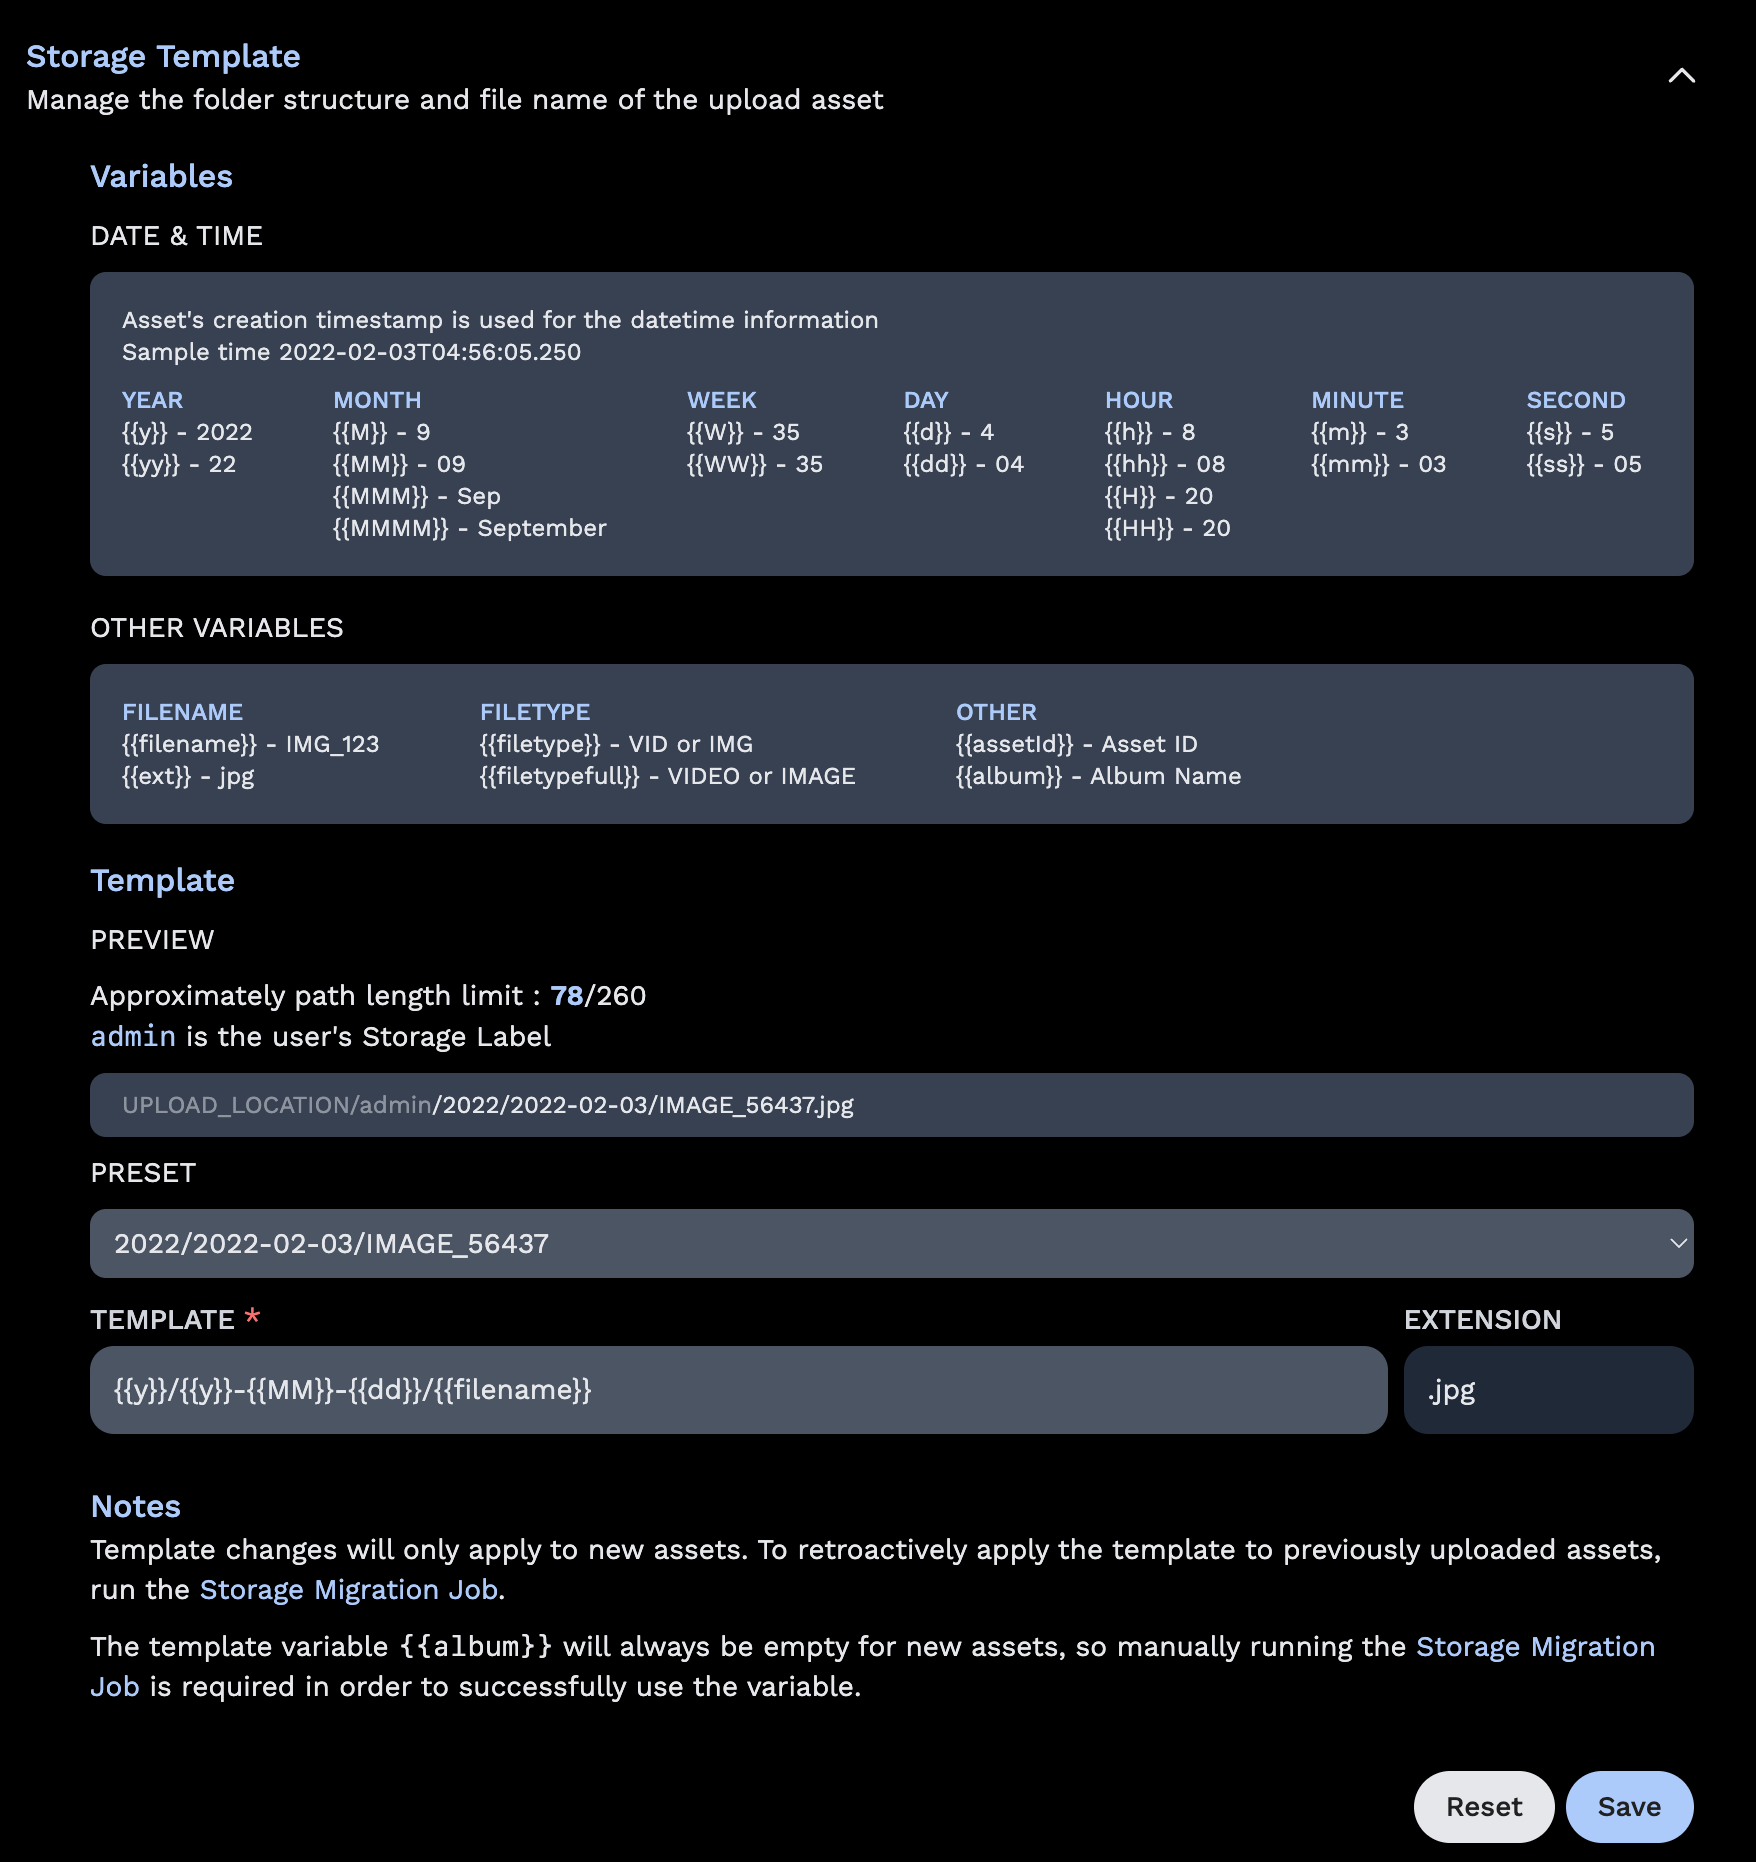 Storage Template
Manage the folder structure and file name of the upload asset
Variables
DATE & TIME
Asset's creation timestamp is used for the datetime information
Sample time 2022-02-03T04:56:05.250
YEAR MONTH WEEK DAY HOUR MINUTE SECOND
{{y}} - 2022 {{M}} - 9 {{W}} - 35 {{d}} - 4 {{h}} - 8 {{m}} - 3 {{s}} - 5
{{yy}} - 22 {{MM}} - 09 {{WW}} - 35 {{dd}} - 04 {{hh}} - 08 {{mm}} - 03 {{ss}} - 05
{{MMM}} - Sep {{H}} - 20
{{MMMM}} - September {{HH}} - 20
OTHER VARIABLES
FILENAME FILETYPE OTHER
{{filename}} - IMG_123 {{filetype}} - VID or IMG {{assetId}} - Asset ID
{{ext}} - jpg {{filetypefull}} - VIDEO or IMAGE {{album}} - Album Name
Template
PREVIEW
Approximately path length limit : 78/260
admin is the user's Storage Label
UPLOAD_LOCATION/admin/2022/2022-02-03/IMAGE_56437.jpg
PRESET
2022/2022-02-03/IMAGE_56437
TEMPLATE * EXTENSION
{{y}}/{{y}}-{{MM}}-{{dd}}/{{filename}} .jpg
Notes
Template changes will only apply to new assets. To retroactively apply the template to previously uploaded assets,
run the Storage Migration Job.
The template variable {{album}} will always be empty for new assets, so manually running the Storage Migration
Job is required in order to successfully use the variable.
Reset Save